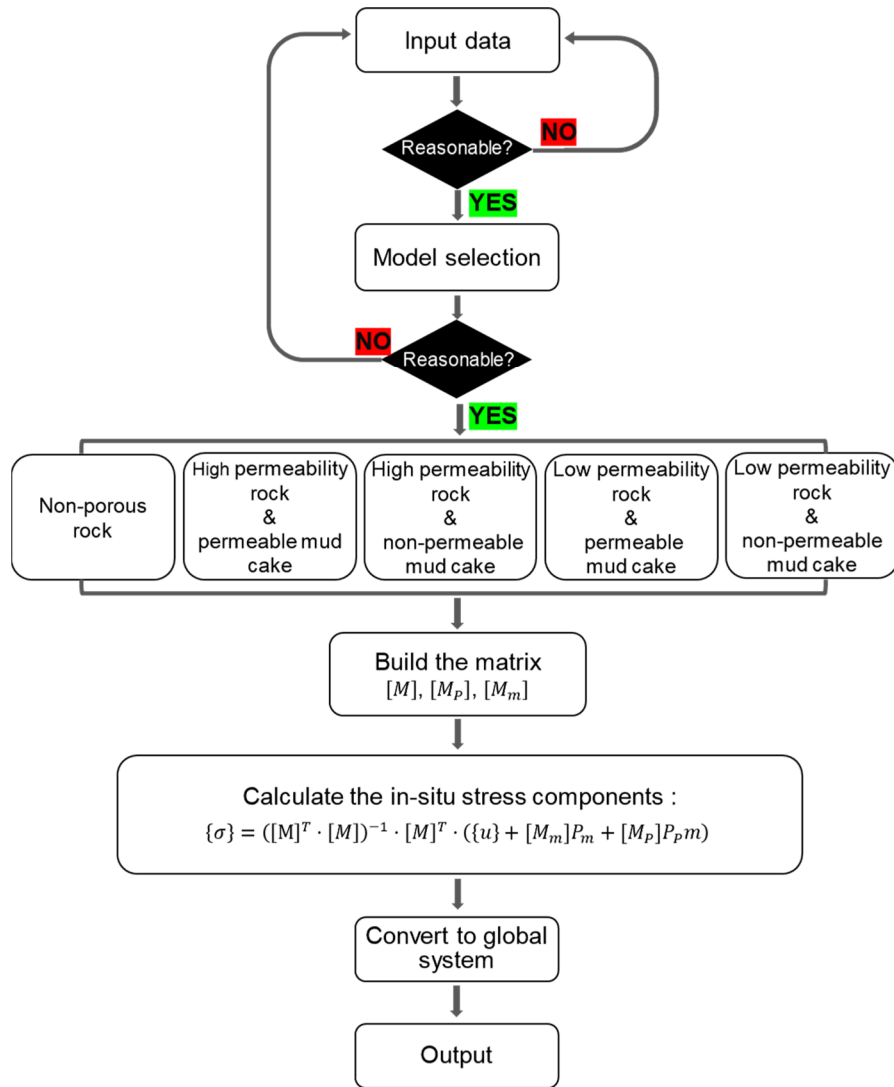 Input data
Reasonable?
NO
YES
Model selection
NO
Reasonable?
YES
Non-porous
rock
High permeability
rock
&
permeable mud
cake
High permeability
rock
&
non-permeable
mud cake
Low permeability
rock
&
permeable
mud cake
Low permeability
rock
&
non-permeable
mud cake
Build the matrix
[M], [M_P], [M_m]
Calculate the in-situ stress components :
{σ} = ([M]^T · [M])^{-1} · [M]^T · ({u} + [M_m]P_m + [M_P]P_P m)
Convert to global
system
Output